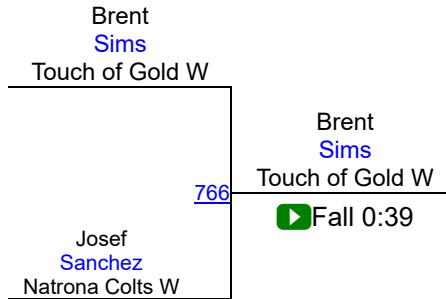 Brent
Sims
Touch of Gold W
Brent
Sims
Touch of Gold W
766
Fall 0:39
Josef
Sanchez
Natrona Colts W